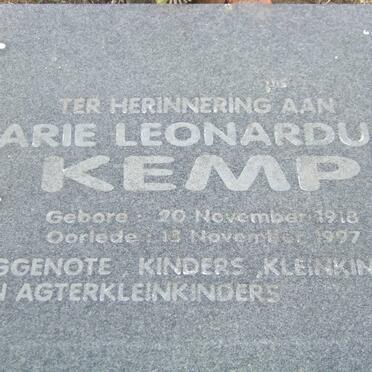 TER HERINNERING AAN
ARIE LEONARDU
KEMP
Gebore : 20 November 1918
Oorlede : 13 November 1997
GGENOTE , KINDERS ,KLEINKIN
N AGTERKLEINKINDERS